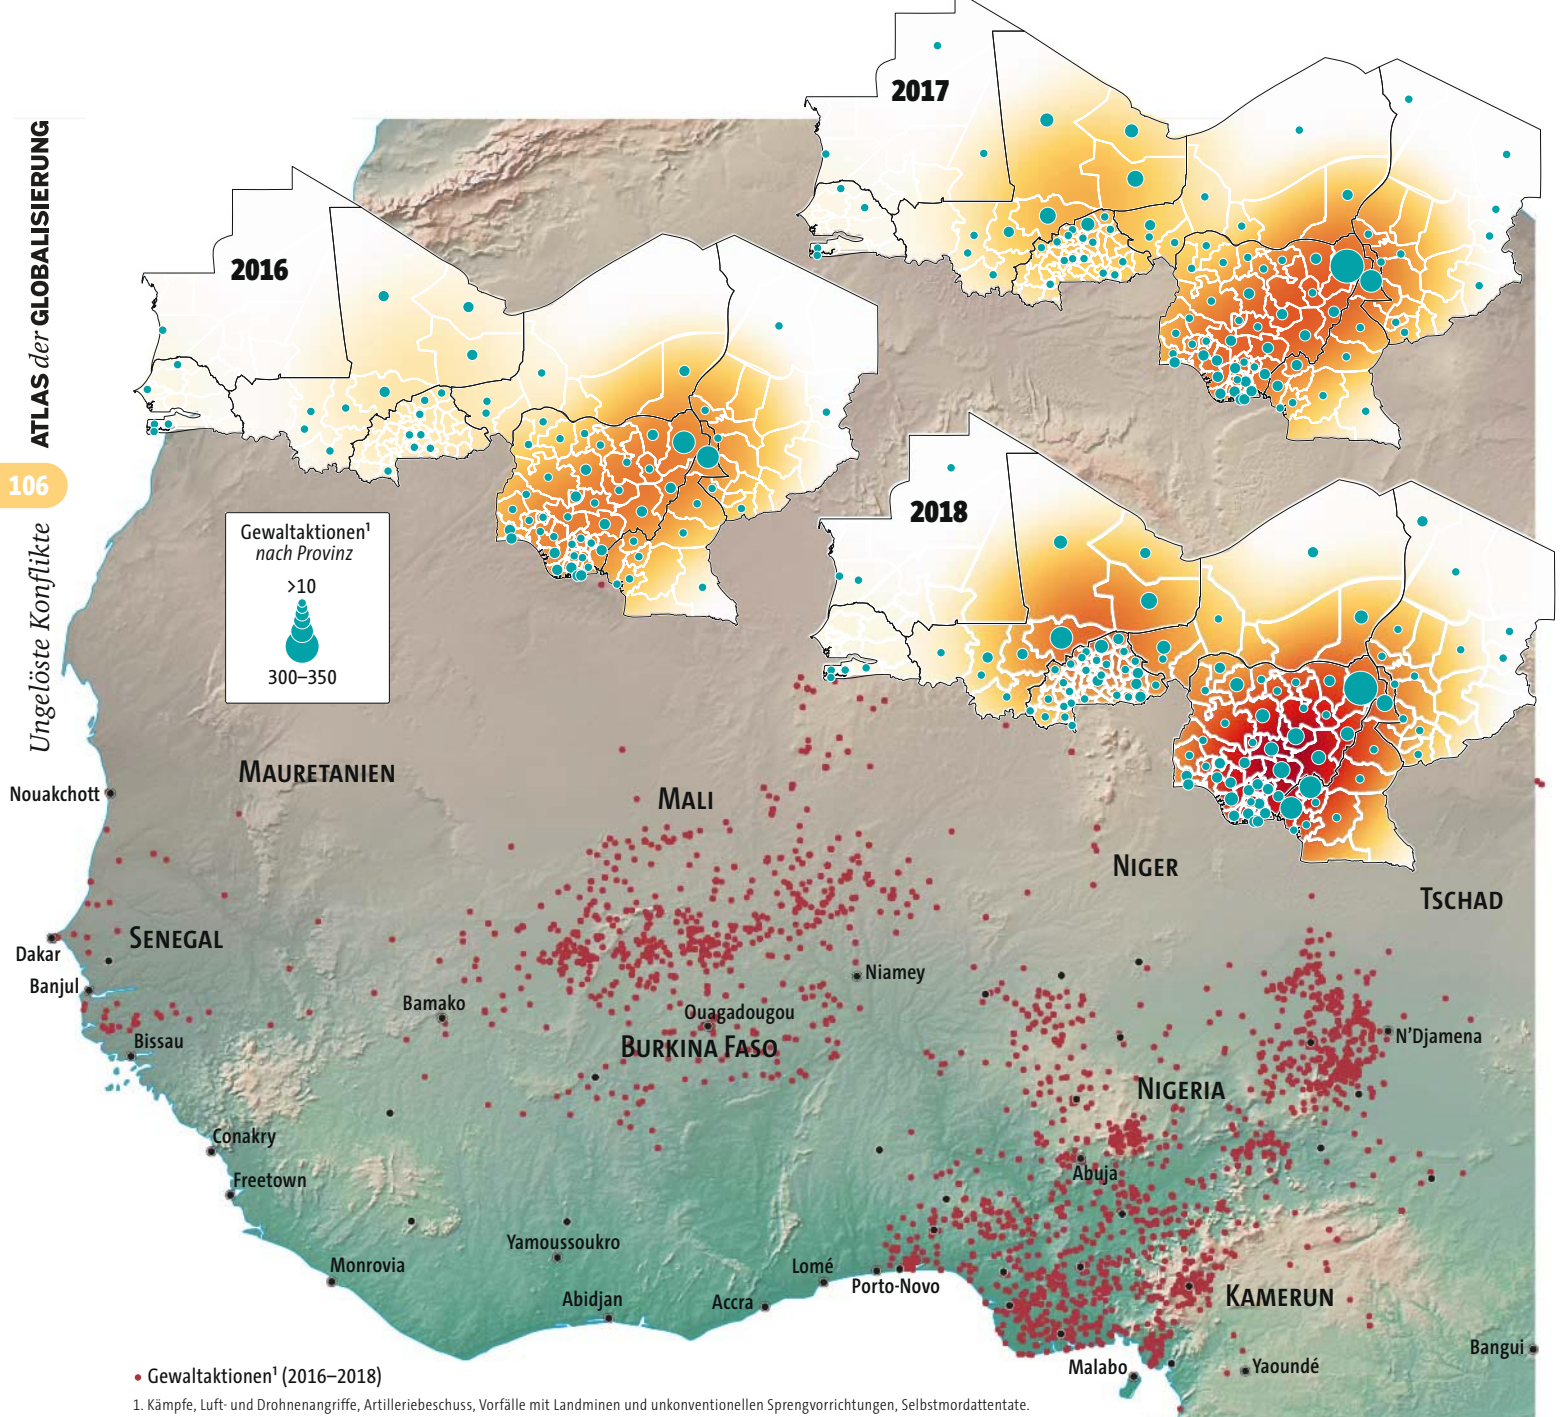 ATLAS der GLOBALISIERUNG
106
Ungelöste Konflikte
2017
2016
2018
Gewaltaktionen¹
nach Provinz
>10
300–350
MAURETANIEN
Nouakchott
MALI
NIGER
TSCHAD
SENEGAL
Dakar
Banjul
Niamey
Bamako
Ouagadougou
BURKINA FASO
Bissau
N'Djamena
NIGERIA
Conakry
Abuja
Freetown
Yamoussoukro
Monrovia
Lomé
Porto-Novo
Abidjan
Accra
KAMERUN
Bangui
Malabo
Yaoundé
• Gewaltaktionen¹ (2016–2018)
1. Kämpfe, Luft- und Drohnenangriffe, Artilleriebeschuss, Vorfälle mit Landminen und unkonventionellen Sprengvorrichtungen, Selbstmordattentate.